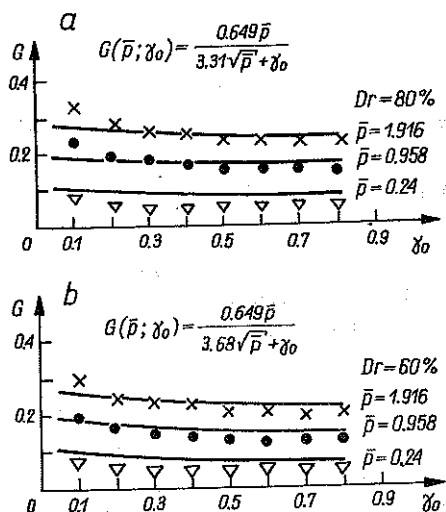 a
G(p̄; γ₀) = 0.649p̄ / 3.31√p̄ + γ₀
G
0.4
0.2
0
Dr = 80%
p̄ = 1.916
p̄ = 0.958
p̄ = 0.24
0.1 0.3 0.5 0.7 0.9 γ₀
b
G(p̄; γ₀) = 0.649p̄ / 3.68√p̄ + γ₀
G
0.4
0.2
0
Dr = 60%
p̄ = 1.916
p̄ = 0.958
p̄ = 0.24
0.1 0.3 0.5 0.7 0.9 γ₀